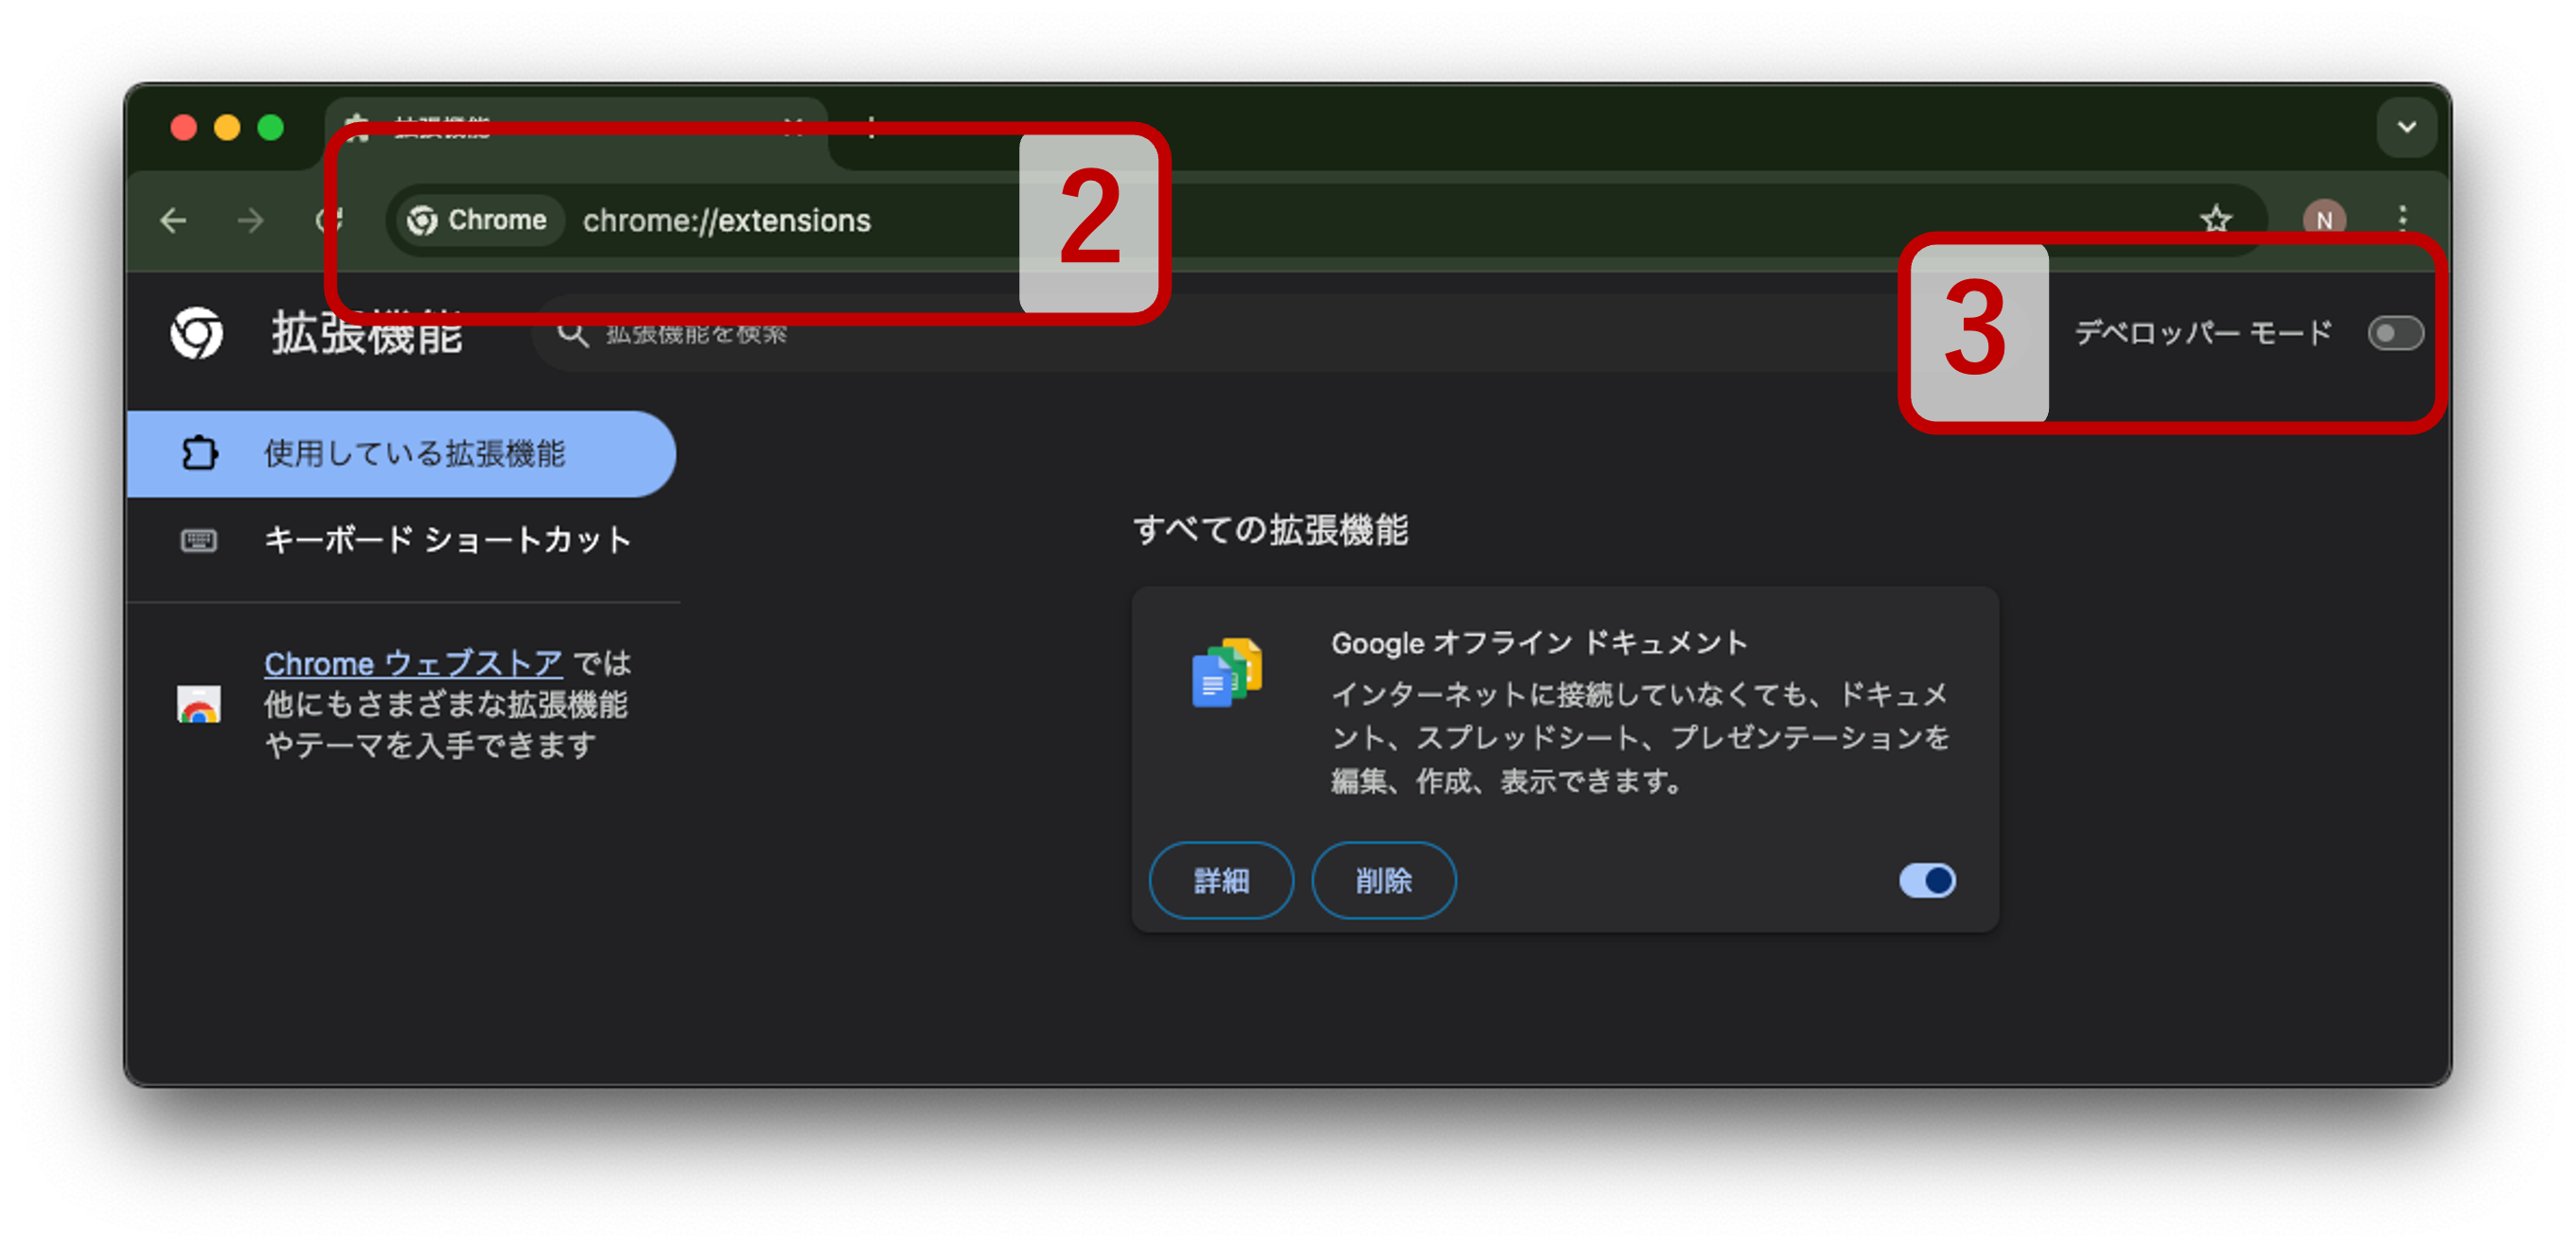 拡張機能
Chrome chrome://extensions
N
2
3
拡張機能
拡張機能を検索
デベロッパー モード
使用している拡張機能
キーボード ショートカット
Chrome ウェブストア では
他にもさまざまな拡張機能
やテーマを入手できます
すべての拡張機能
Google オフライン ドキュメント
インターネットに接続していなくても、ドキュメ
ント、スプレッドシート、プレゼンテーションを
編集、作成、表示できます。
詳細
削除